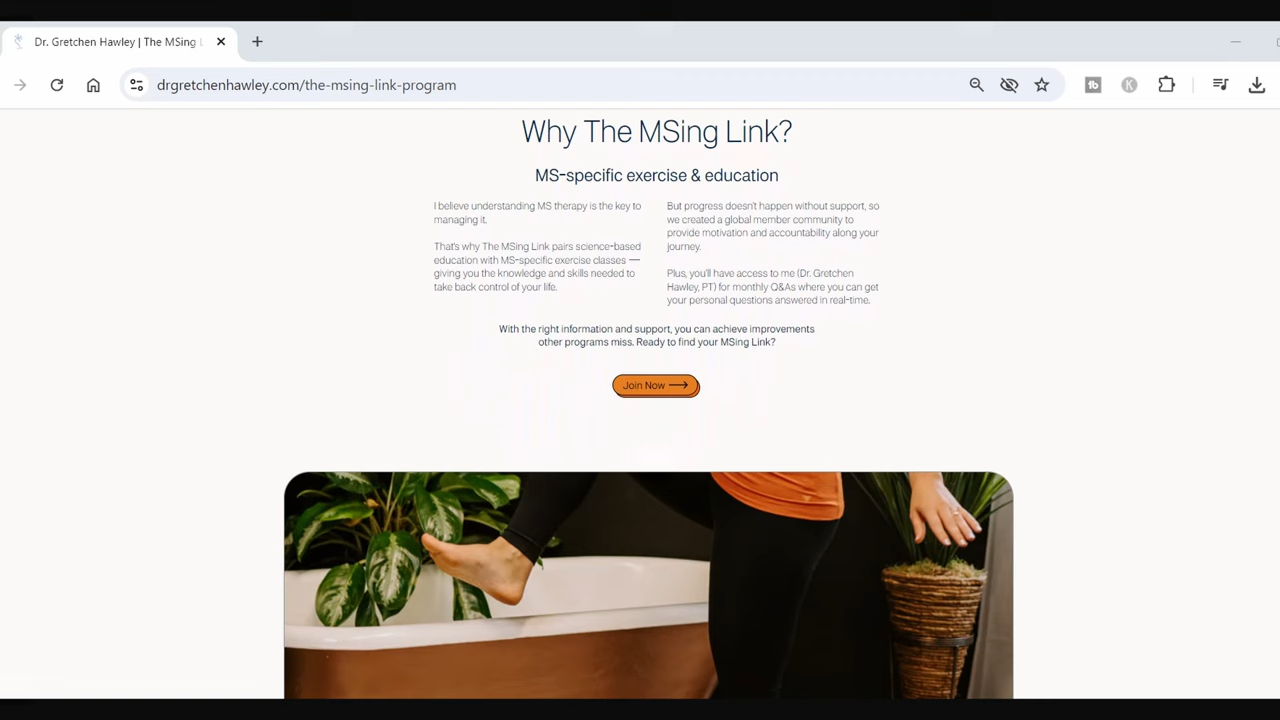 Dr. Gretchen Hawley | The MSing
drgretchenhawley.com/the-msing-link-program
tb
K
Why The MSing Link?
MS-specific exercise & education
I believe understanding MS therapy is the key to
managing it.
That's why The MSing Link pairs science-based
education with MS-specific exercise classes —
giving you the knowledge and skills needed to
take back control of your life.
But progress doesn't happen without support, so
we created a global member community to
provide motivation and accountability along your
journey.
Plus, you'll have access to me (Dr. Gretchen
Hawley, PT) for monthly Q&As where you can get
your personal questions answered in real-time.
With the right information and support, you can achieve improvements
other programs miss. Ready to find your MSing Link?
Join Now →